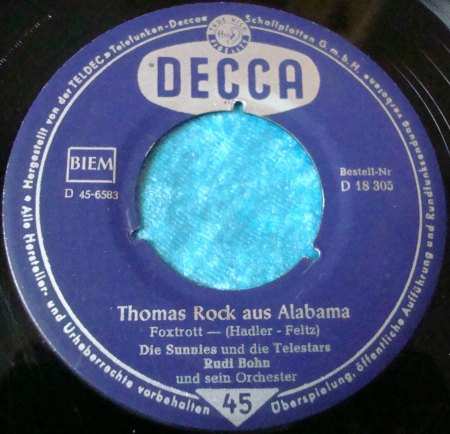 DECCA
BIEM
D 45-6583
Bestell-Nr
D 18 305
Thomas Rock aus Alabama
Foxtrott — (Hadler - Feltz)
Die Sunnies und die Telestars
Rudi Bohn
und sein Orchester
45
Hergestellt von der TELDEC »Telefunken-Decca« Schallplatten G.m.b.H.
Alle Hersteller- und Urheberrechte vorbehalten
Überspielung, öffentliche Aufführung und Rundfunksendung verboten